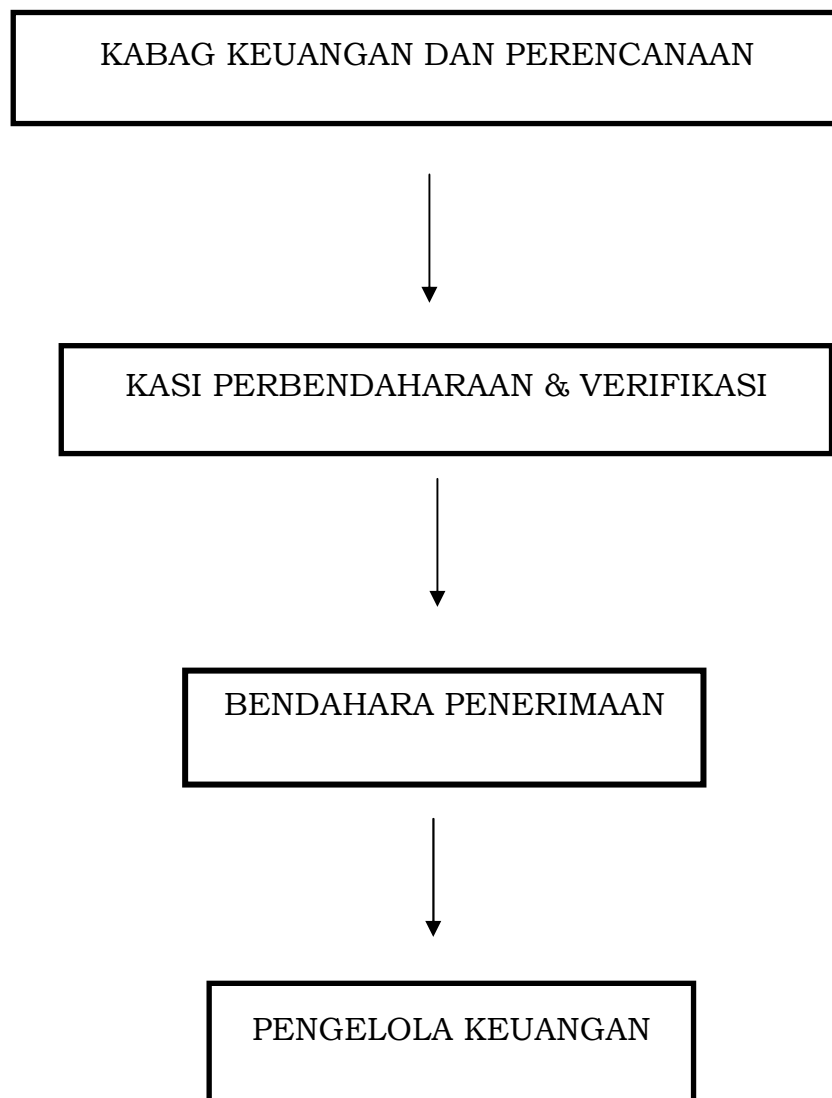 KABAG KEUANGAN DAN PERENCANAAN
KASI PERBENDAHARAAN & VERIFIKASI
BENDAHARA PENERIMAAN
PENGELOLA KEUANGAN